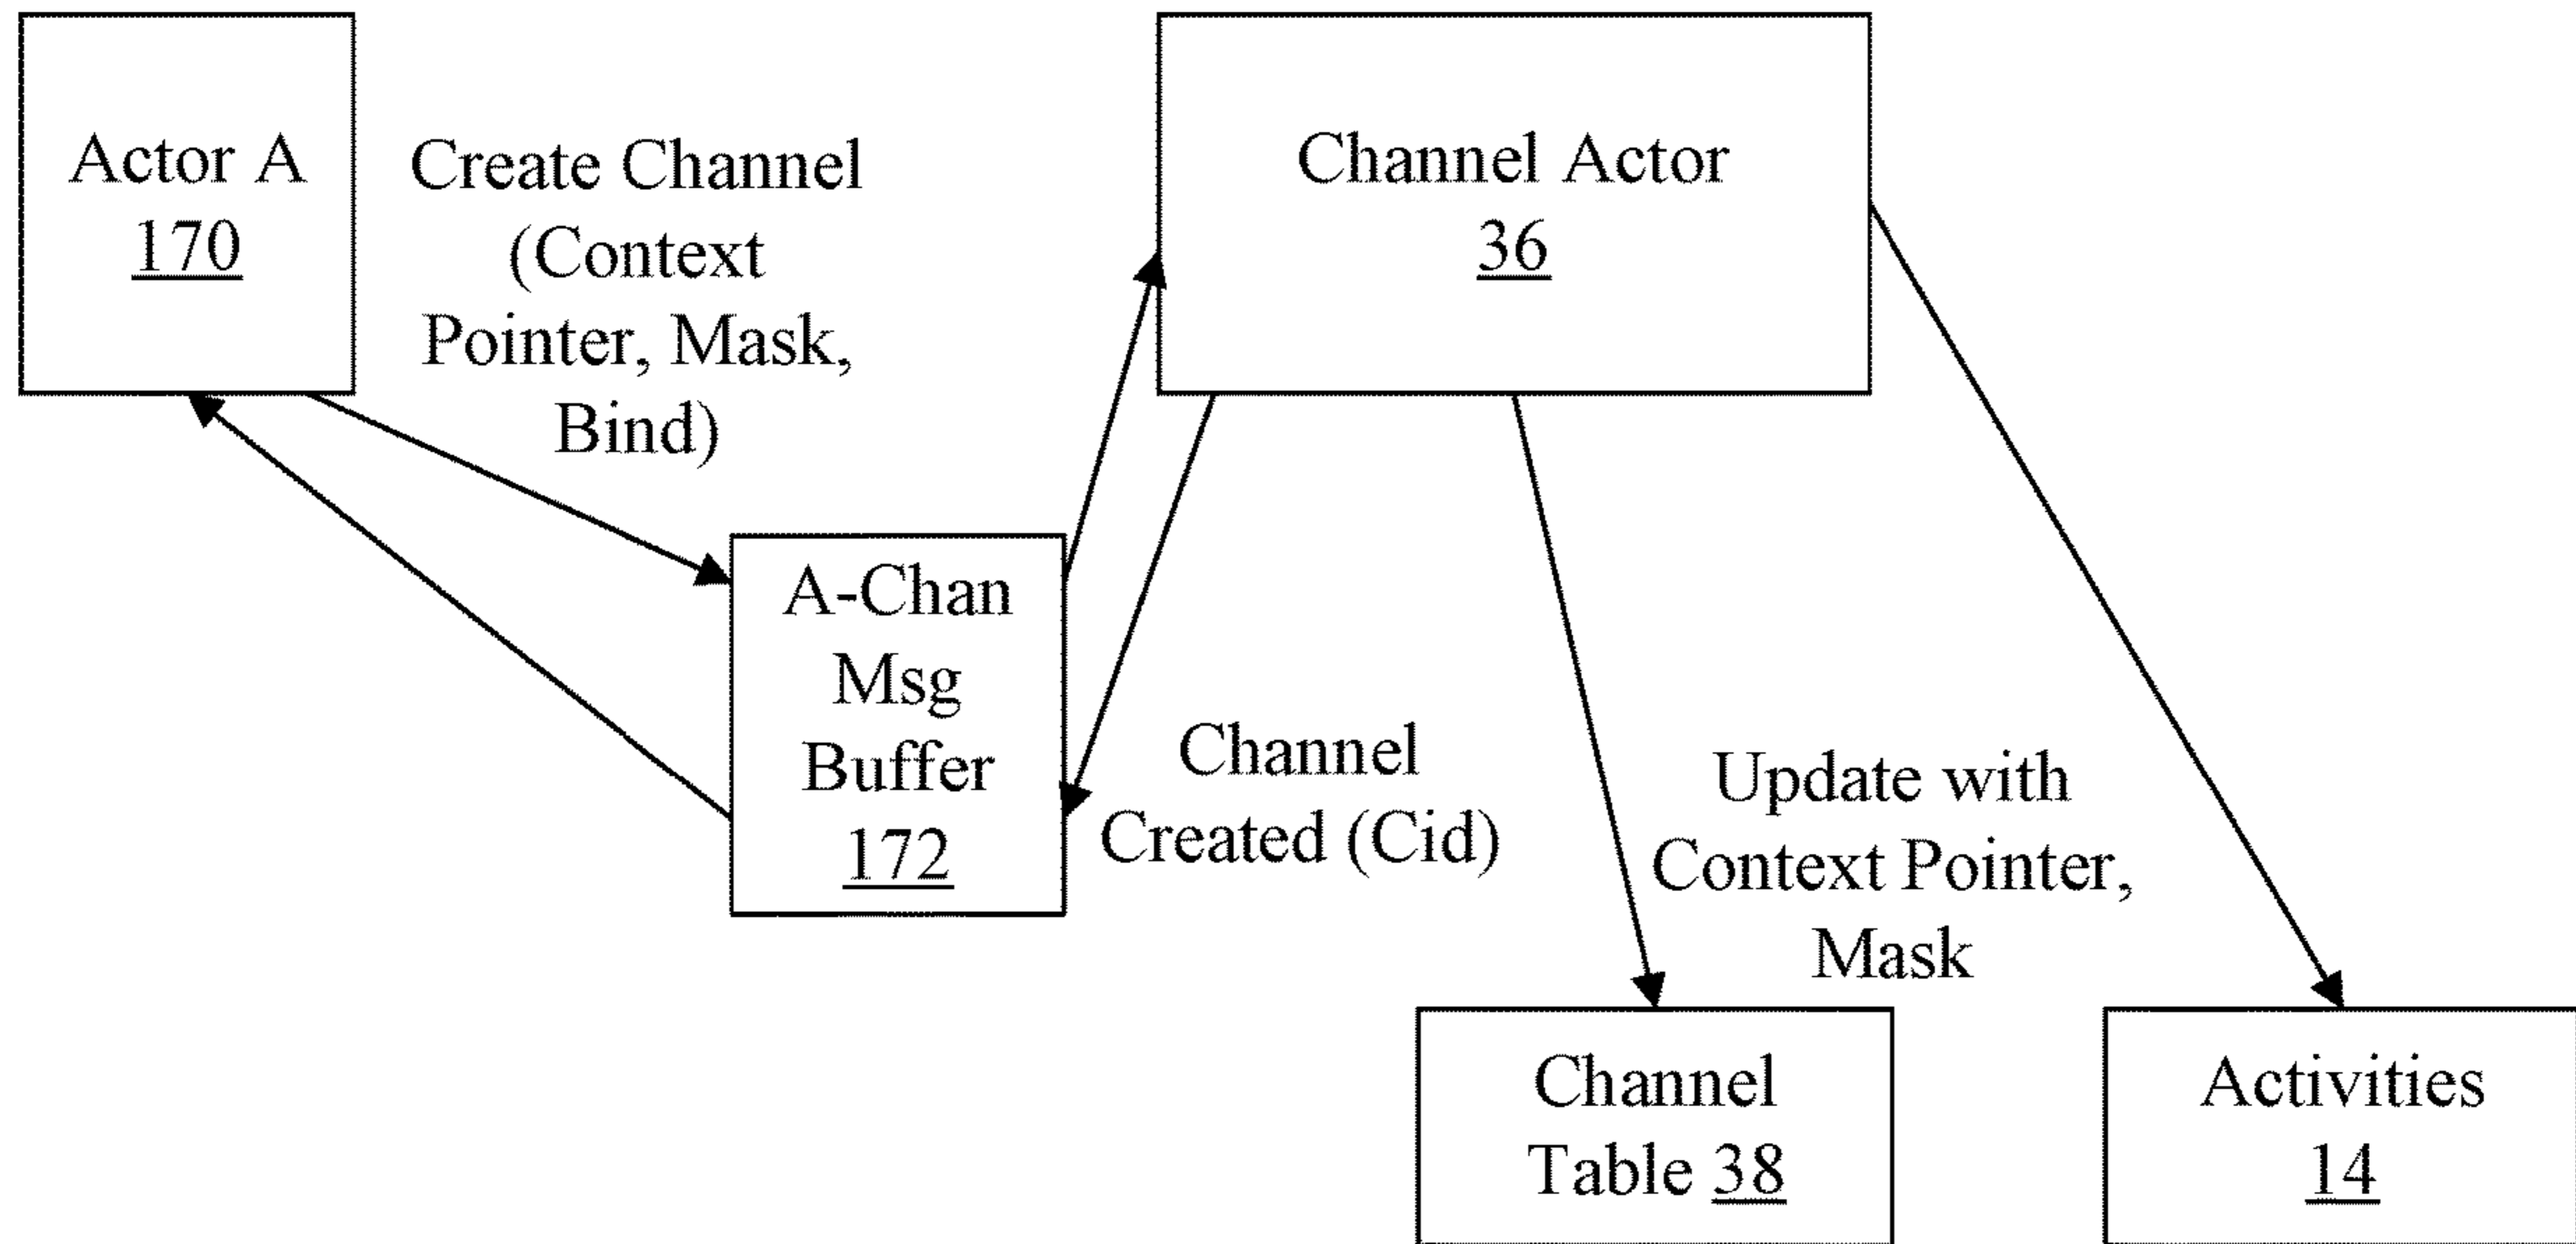 Actor A
170
Create Channel
(Context
Pointer, Mask,
Bind)
Channel Actor
36
A-Chan
Msg
Buffer
172
Channel
Created (Cid)
Update with
Context Pointer,
Mask
Channel
Table 38
Activities
14